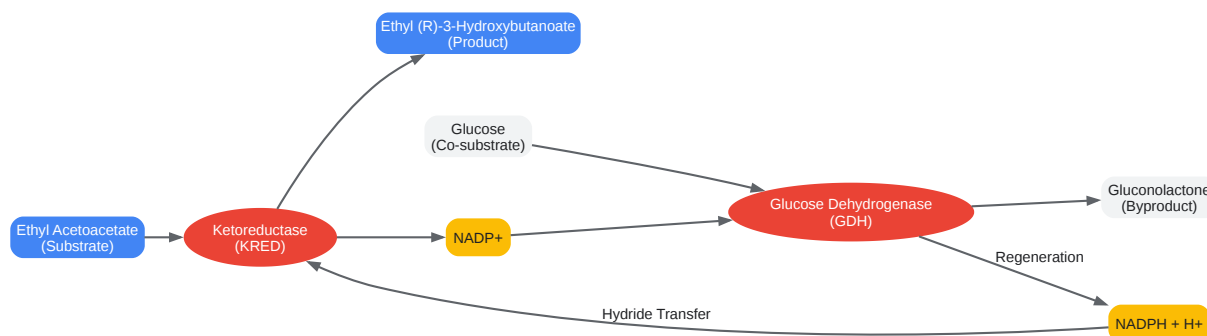 Ethyl (R)-3-Hydroxybutanoate
(Product)
Glucose
(Co-substrate)
Ethyl Acetoacetate
(Substrate)
Ketoreductase
(KRED)
NADP+
Glucose Dehydrogenase
(GDH)
Gluconolactone
(Byproduct)
Regeneration
Hydride Transfer
NADPH + H+